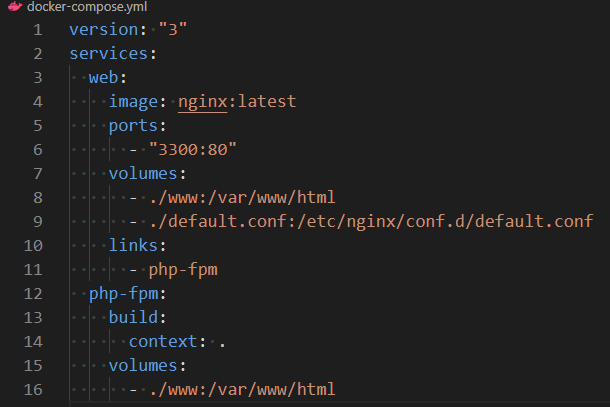 docker-compose.yml
1 version: "3"
2 services:
3   web:
4     image: nginx:latest
5     ports:
6       - "3300:80"
7     volumes:
8       - ./www:/var/www/html
9       - ./default.conf:/etc/nginx/conf.d/default.conf
10     links:
11       - php-fpm
12   php-fpm:
13     build:
14       context: .
15     volumes:
16       - ./www:/var/www/html